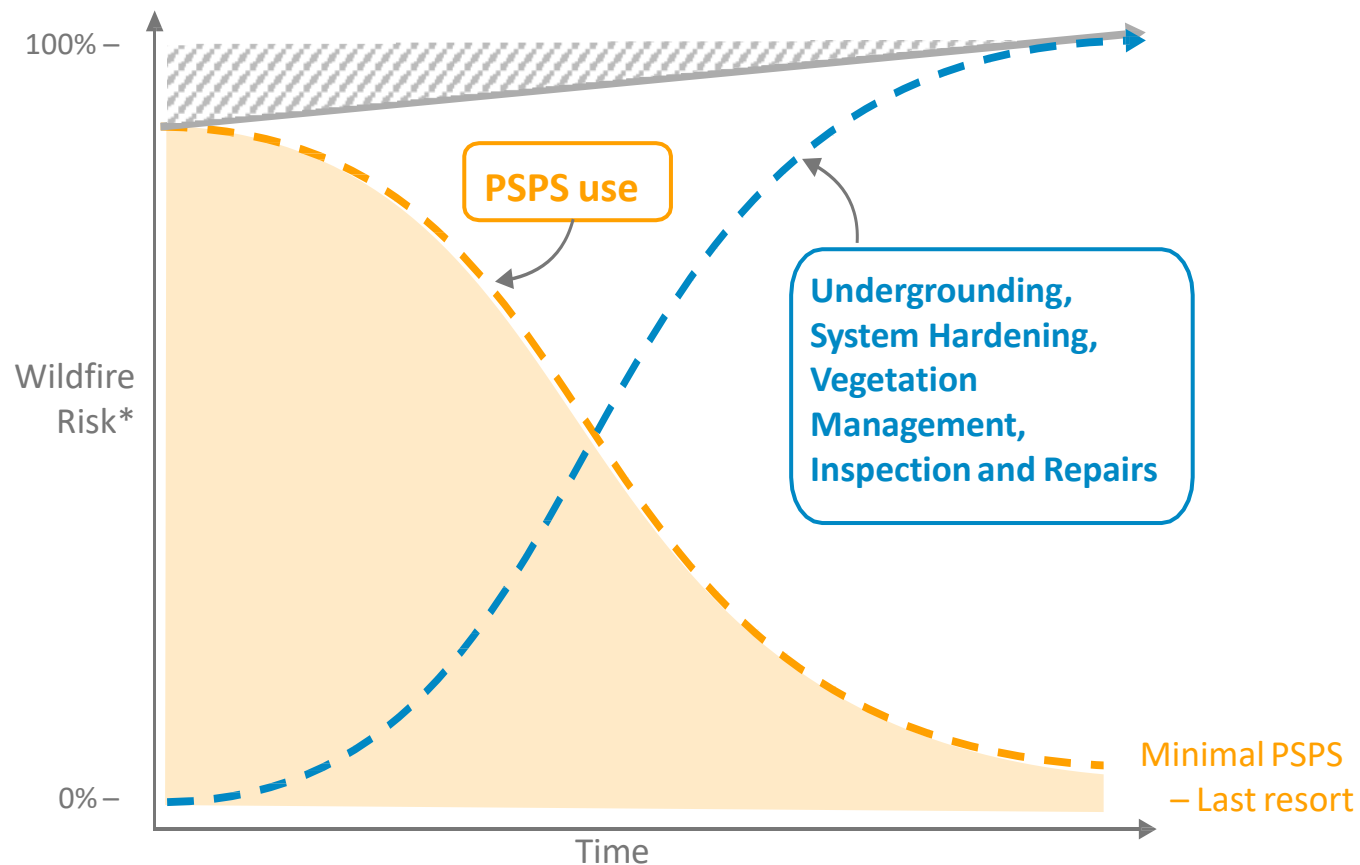 100% –
PSPS use
Undergrounding,
System Hardening,
Vegetation
Management,
Inspection and Repairs
Wildfire
Risk*
Minimal PSPS
– Last resort
0% –
Time